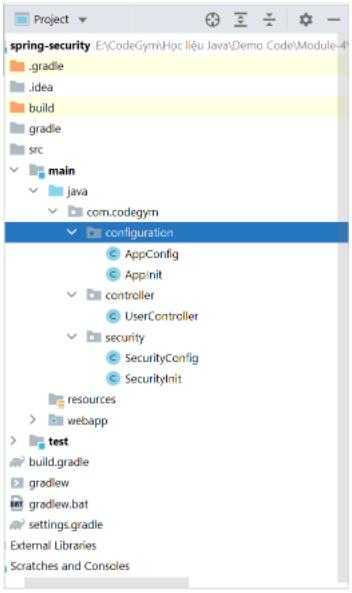 Project
spring-security E:\CodeGym\Học liệu Java\Demo Code\Module-4\
.gradle
.idea
build
gradle
src
main
java
com.codegym
configuration
AppConfig
AppInit
controller
UserController
security
SecurityConfig
SecurityInit
resources
webapp
test
build.gradle
gradlew
gradlew.bat
settings.gradle
External Libraries
Scratches and Consoles